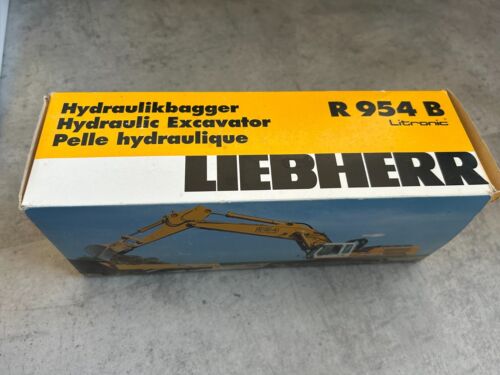 Hydraulikbagger
Hydraulic Excavator
Pelle hydraulique
R 954 B
Litronic
LIEBHERR